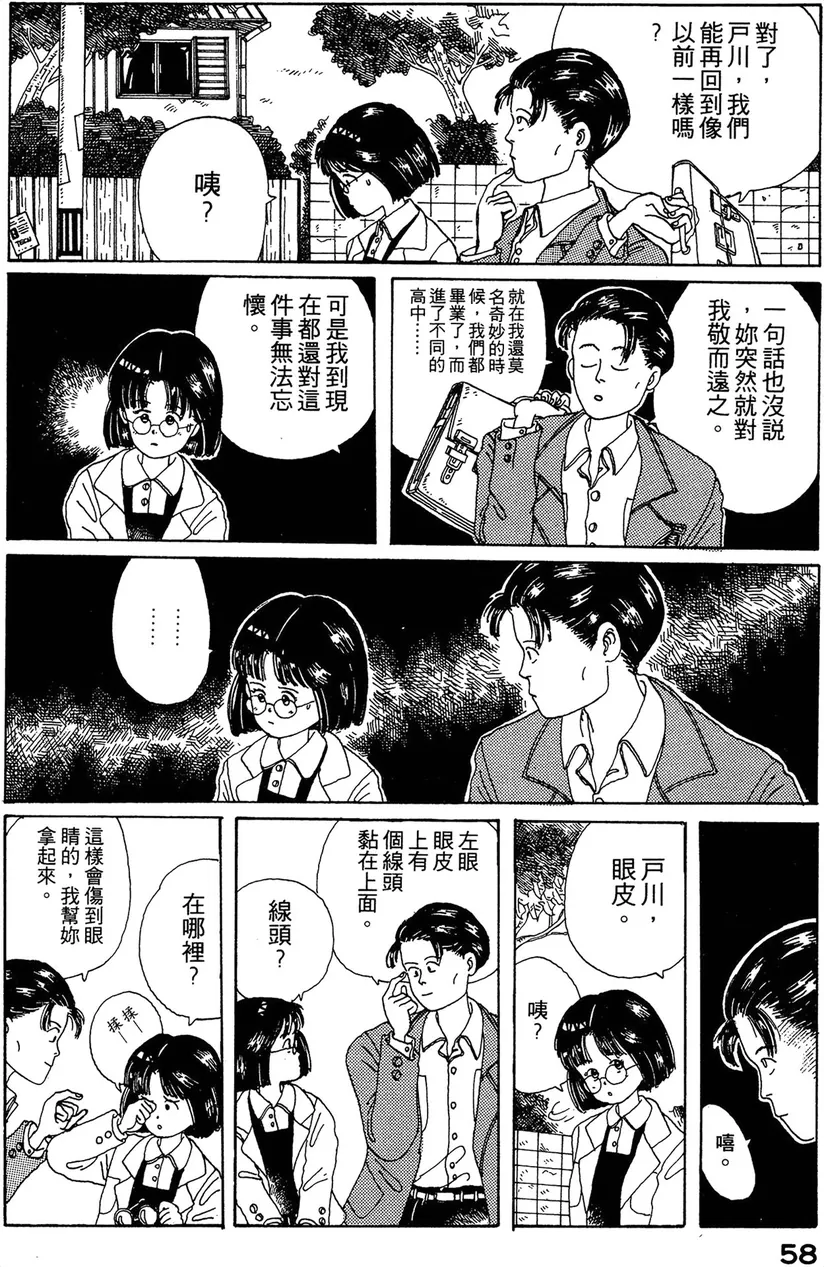 對了，
戶川，我們
能再回到像
以前一樣嗎
？
咦？
一句話也沒說
，妳突然就對
我敬而遠之。
就在我還莫
名奇妙的時
候，我們都
畢業了，而
進了不同的
高中……
可是我到現
在都還對這
件事無法忘
懷。
……
……
嘻。
戶川，
眼皮。
咦？
左眼
眼皮
上有
個線頭
黏在上面。
線頭？
在哪裡？
揉—
揉—
這樣會傷到眼
睛的，我幫妳
拿起來。
58